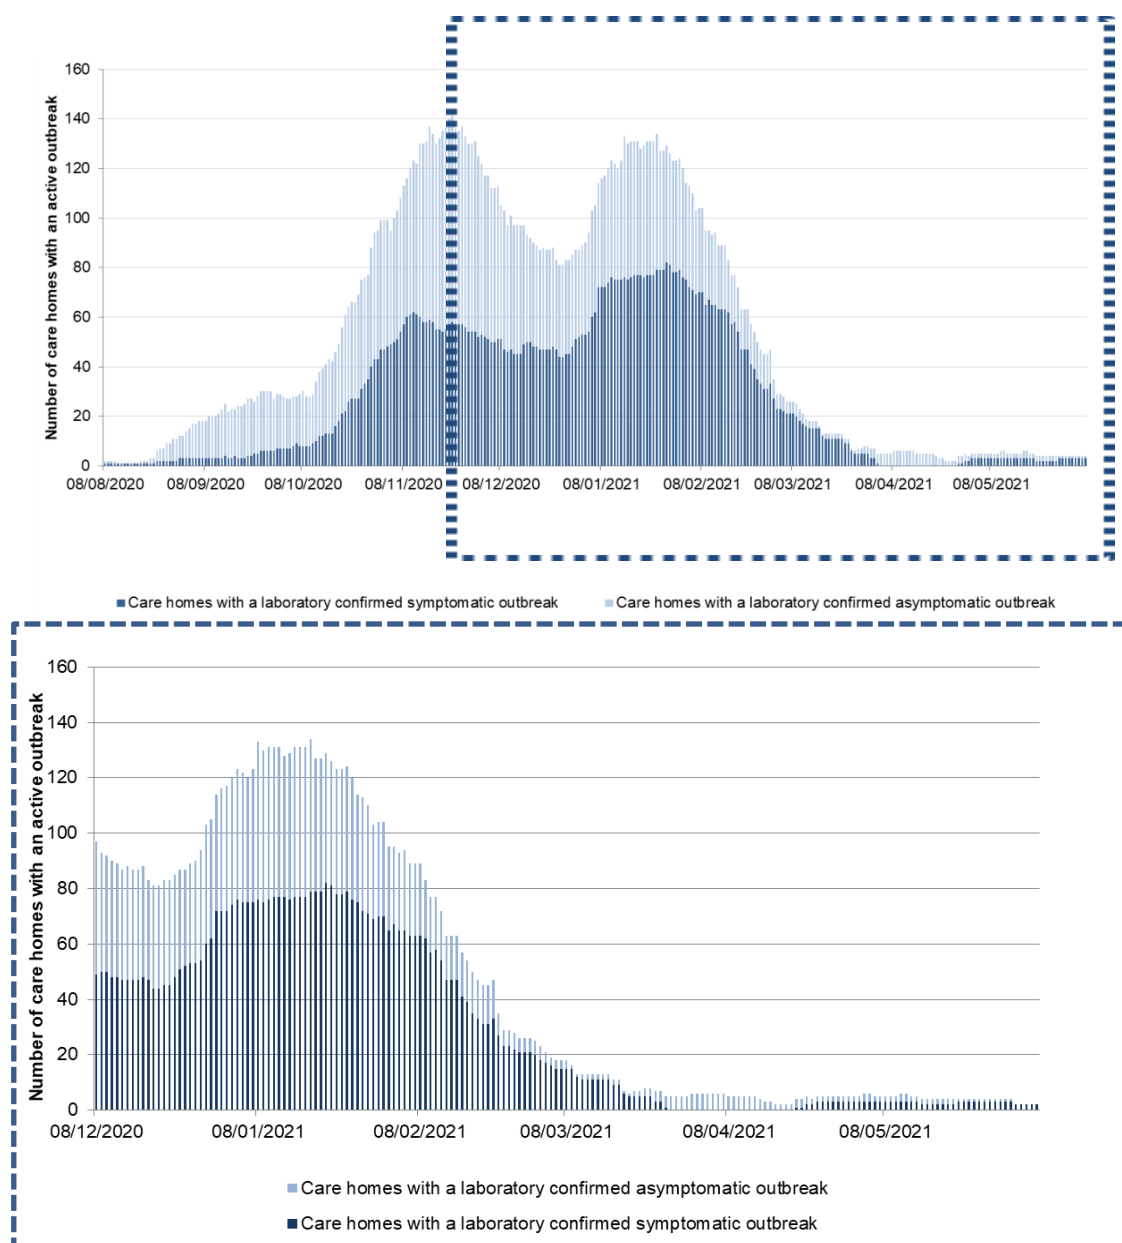 Number of care homes with an active outbreak
160
140
120
100
80
60
40
20
0
08/08/2020 08/09/2020 08/10/2020 08/11/2020 08/12/2020 08/01/2021 08/02/2021 08/03/2021 08/04/2021 08/05/2021
Care homes with a laboratory confirmed symptomatic outbreak Care homes with a laboratory confirmed asymptomatic outbreak
Number of care homes with an active outbreak
160
140
120
100
80
60
40
20
0
08/12/2020 08/01/2021 08/02/2021 08/03/2021 08/04/2021 08/05/2021
Care homes with a laboratory confirmed asymptomatic outbreak
Care homes with a laboratory confirmed symptomatic outbreak